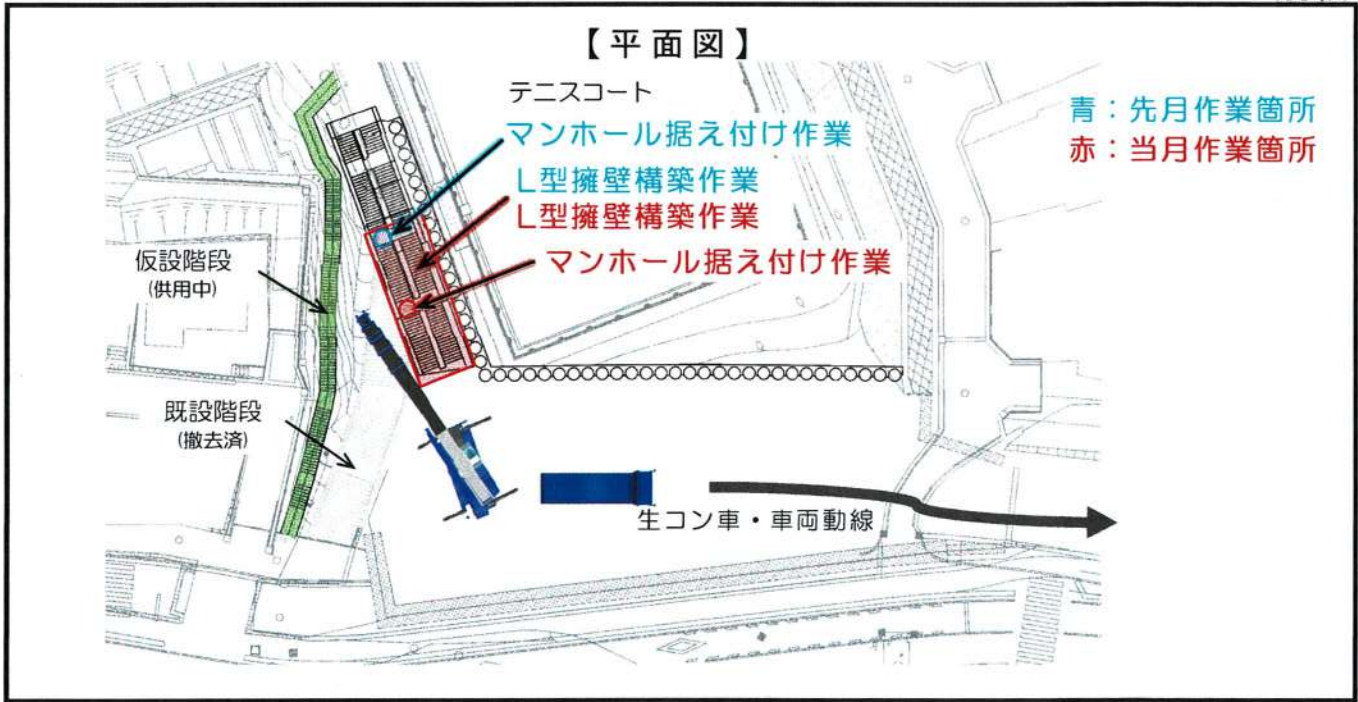 【平面図】
テニスコート
マンホール据え付け作業
L型擁壁構築作業
L型擁壁構築作業
マンホール据え付け作業
青：先月作業箇所
赤：当月作業箇所
仮設階段
(供用中)
既設階段
(撤去済)
生コン車・車両動線